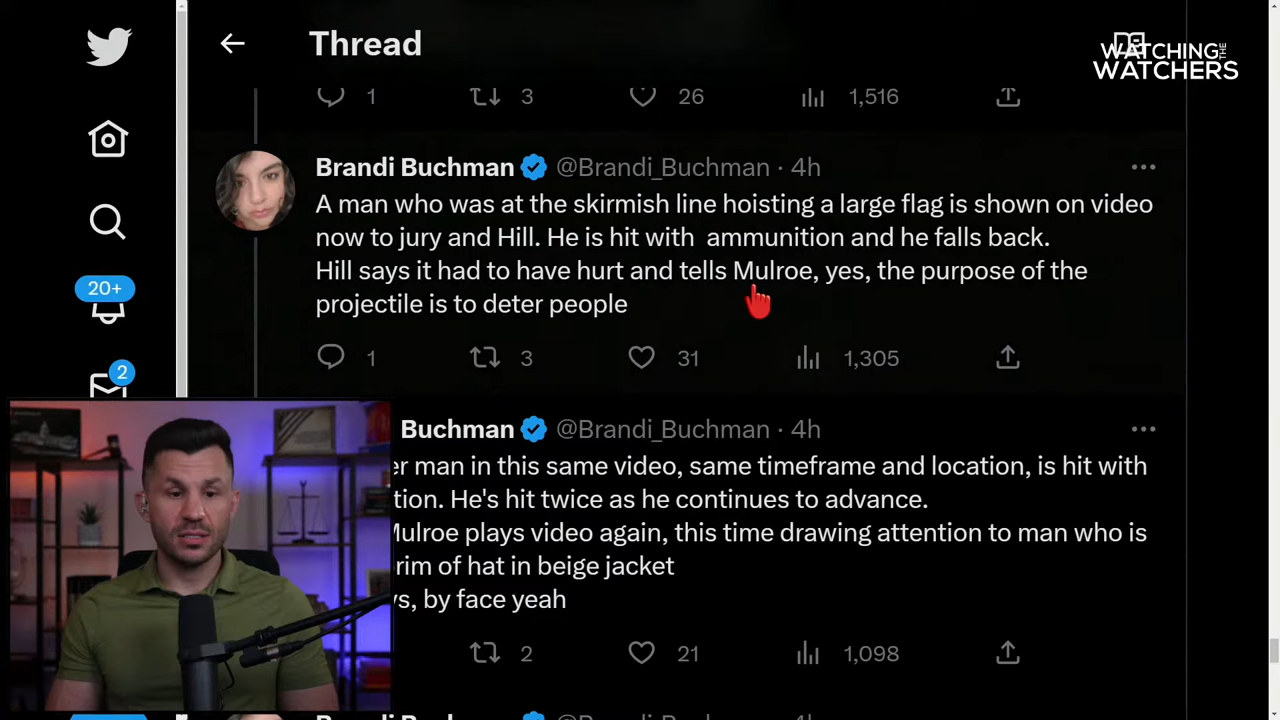 Thread
WATCHING THE
WATCHERS
1 3 26 1,516
Brandi Buchman @Brandi_Buchman · 4h
A man who was at the skirmish line hoisting a large flag is shown on video
now to jury and Hill. He is hit with ammunition and he falls back.
Hill says it had to have hurt and tells Mulroe, yes, the purpose of the
projectile is to deter people
20+
1 3 31 1,305
2
Buchman @Brandi_Buchman · 4h
er man in this same video, same timeframe and location, is hit with
tion. He's hit twice as he continues to advance.
Mulroe plays video again, this time drawing attention to man who is
rim of hat in beige jacket
s, by face yeah
2 21 1,098